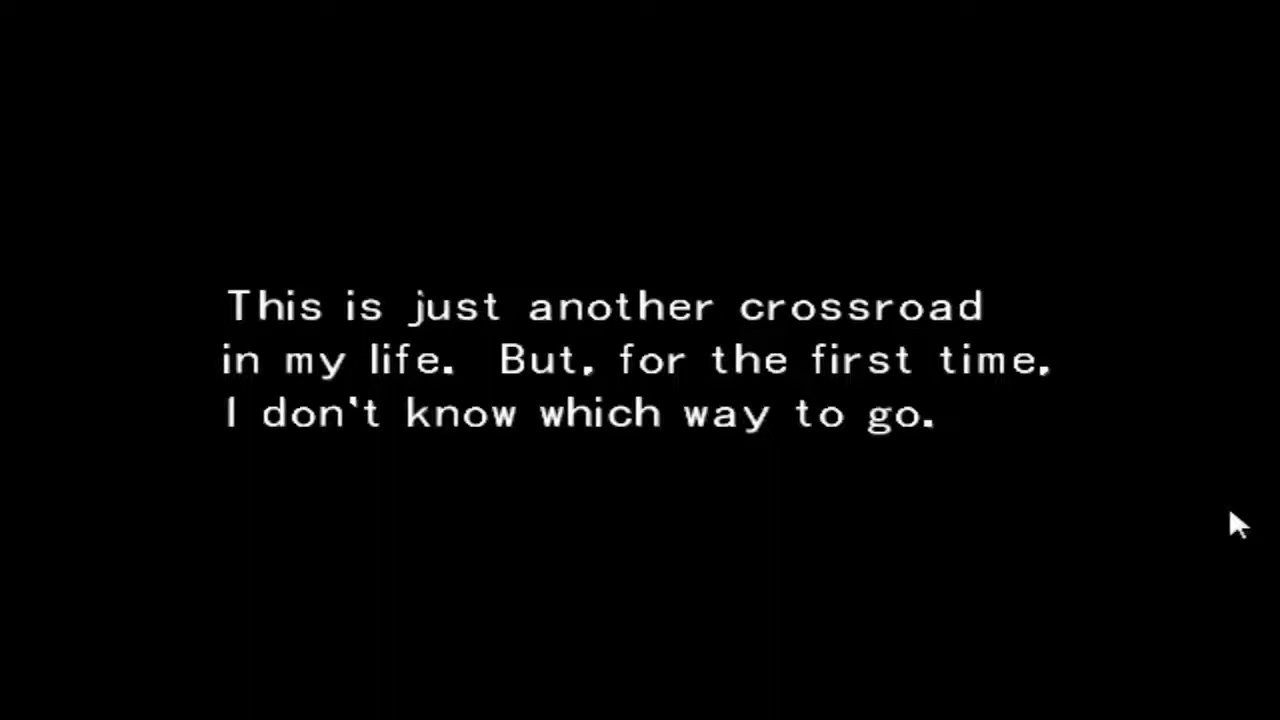 This is just another crossroad
in my life.  But, for the first time,
I don't know which way to go.